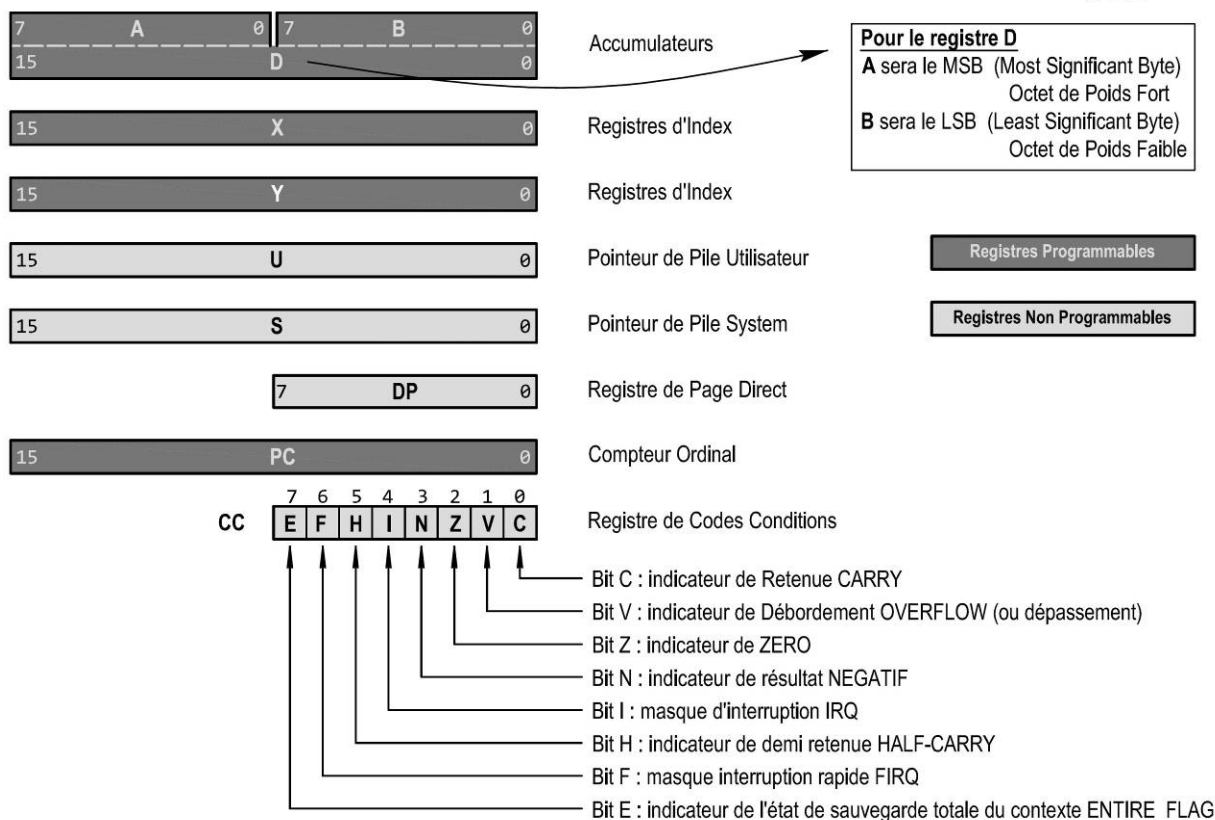 7 A 0 7 B 0
15 D 0
Accumulateurs
Pour le registre D
A sera le MSB (Most Significant Byte)
Octet de Poids Fort
B sera le LSB (Least Significant Byte)
Octet de Poids Faible
15 X 0
Registres d'Index
15 Y 0
Registres d'Index
15 U 0
Pointeur de Pile Utilisateur
Registres Programmables
15 S 0
Pointeur de Pile System
Registres Non Programmables
7 DP 0
Registre de Page Direct
15 PC 0
Compteur Ordinal
7 6 5 4 3 2 1 0
CC E F H I N Z V C
Registre de Codes Conditions
Bit C : indicateur de Retenue CARRY
Bit V : indicateur de Débordement OVERFLOW (ou dépassement)
Bit Z : indicateur de ZERO
Bit N : indicateur de résultat NEGATIF
Bit I : masque d'interruption IRQ
Bit H : indicateur de demi retenue HALF-CARRY
Bit F : masque interruption rapide FIRQ
Bit E : indicateur de l'état de sauvegarde totale du contexte ENTIRE FLAG